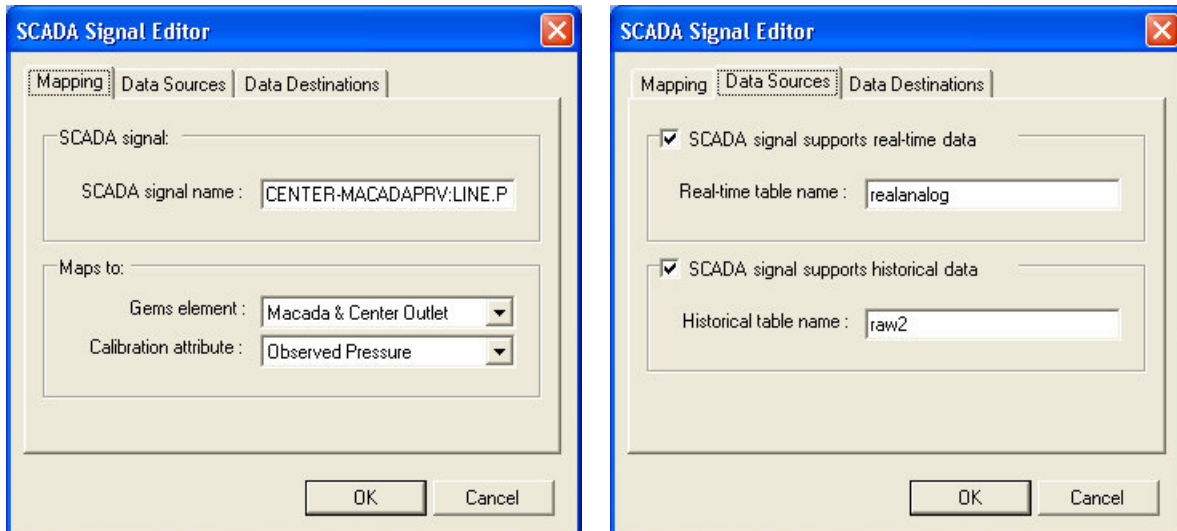 SCADA Signal Editor
Mapping Data Sources Data Destinations
SCADA signal:
SCADA signal name : CENTER-MACADAPRV:LINE.P
Maps to:
Gems element : Macada & Center Outlet
Calibration attribute : Observed Pressure
OK Cancel
SCADA Signal Editor
Mapping Data Sources Data Destinations
SCADA signal supports real-time data
Real-time table name : realanalog
SCADA signal supports historical data
Historical table name : raw2
OK Cancel